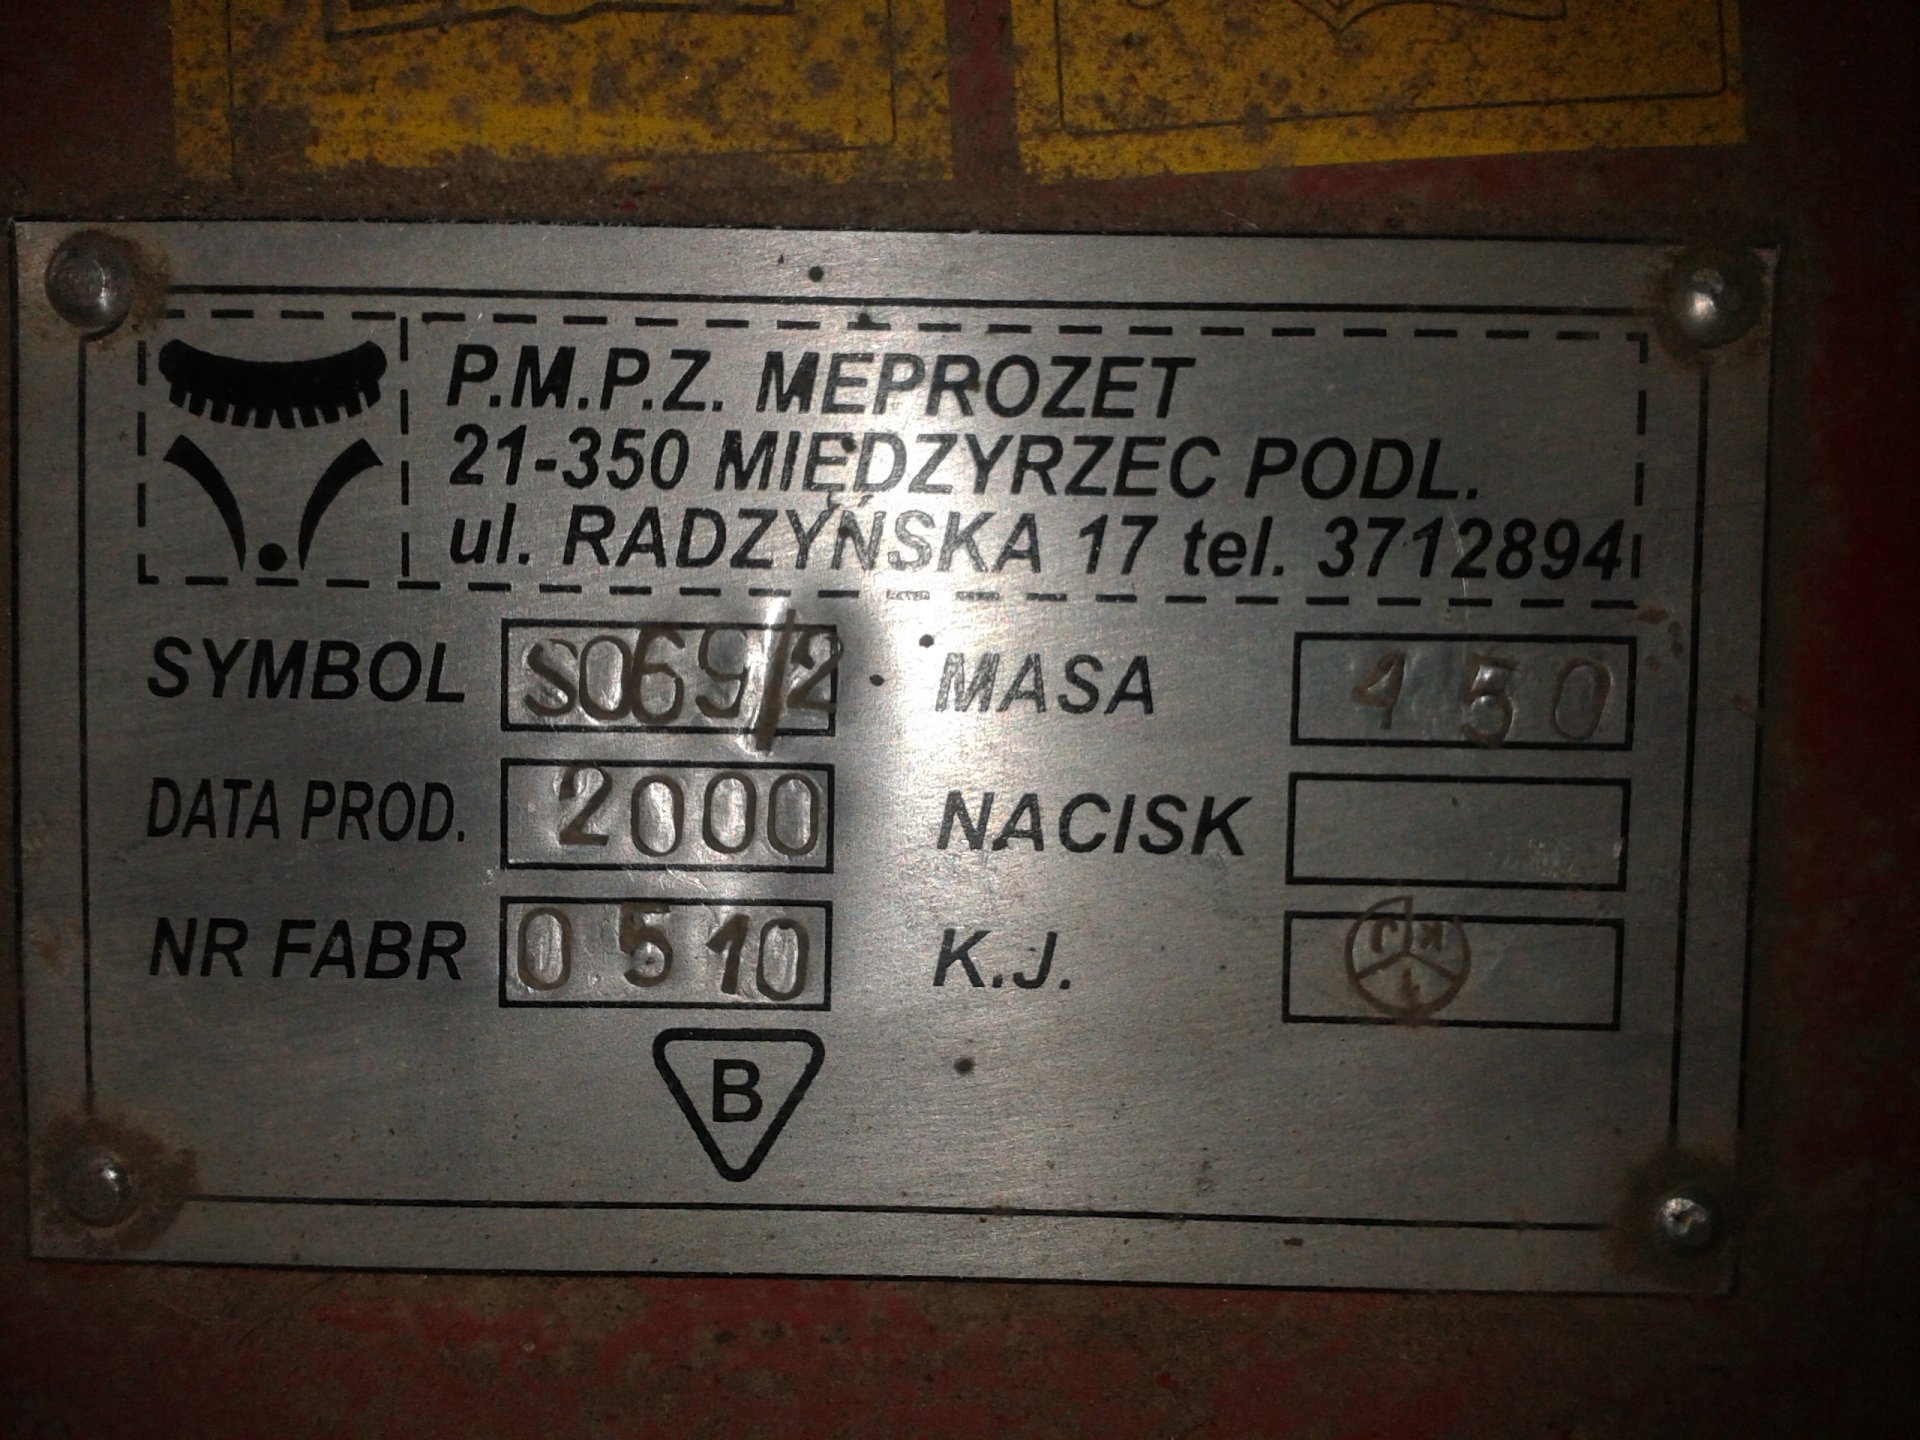 P.M.P.Z. MEPROZET
21-350 MIĘDZYRZEC PODL.
ul. RADZYŃSKA 17 tel. 3712894
SYMBOL S069/2 MASA 450
DATA PROD. 2000 NACISK
NR FABR 0510 K.J.
B